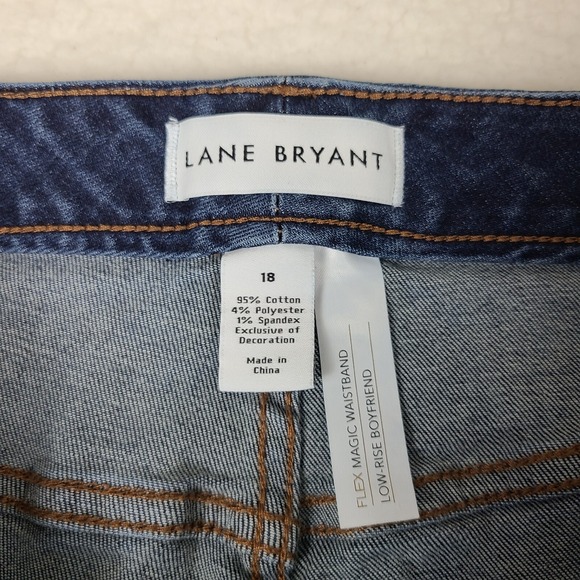 LANE BRYANT
18
95% Cotton
4% Polyester
1% Spandex
Exclusive of
Decoration
Made in
China
FLEX MAGIC WAISTBAND
LOW-RISE BOYFRIEND